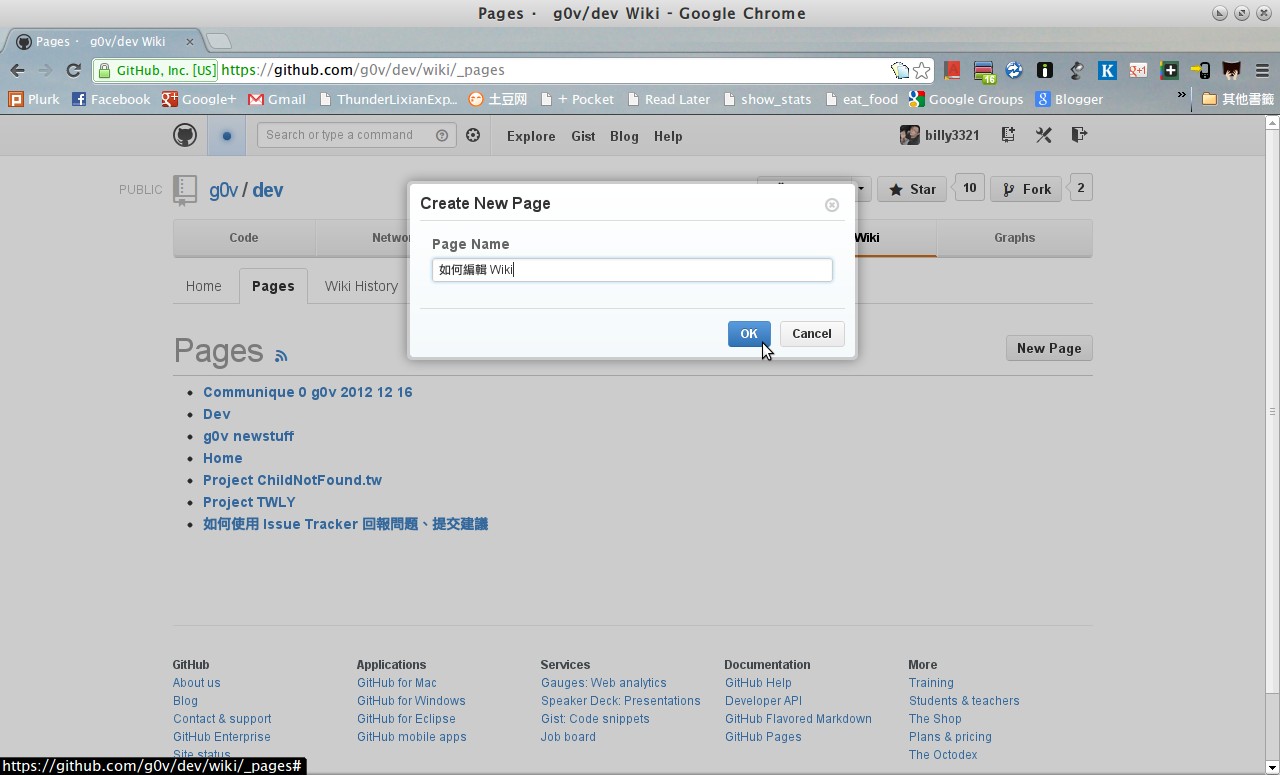 Pages · g0v/dev Wiki - Google Chrome
Pages · g0v/dev Wiki
GitHub, Inc. [US] https://github.com/g0v/dev/wiki/_pages
Plurk Facebook Google+ Gmail ThunderLixianExp... 土豆网 + Pocket Read Later show_stats eat_food Google Groups Blogger » 其他書籤
Search or type a command Explore Gist Blog Help billy3321
PUBLIC g0v / dev Star 10 Fork 2
Create New Page
Page Name
如何編輯 Wiki
OK Cancel
Code Wiki Graphs
Home Pages Wiki History
Pages New Page
Communique 0 g0v 2012 12 16
Dev
g0v newstuff
Home
Project ChildNotFound.tw
Project TWLY
如何使用 Issue Tracker 回報問題、提交建議
GitHub Applications Services Documentation More
About us GitHub for Mac Gauges: Web analytics GitHub Help Training
Blog GitHub for Windows Speaker Deck: Presentations Developer API Students & teachers
Contact & support GitHub for Eclipse Gist: Code snippets GitHub Flavored Markdown The Shop
GitHub Enterprise GitHub mobile apps Job board GitHub Pages Plans & pricing
Site status The Octodex
https://github.com/g0v/dev/wiki/_pages#